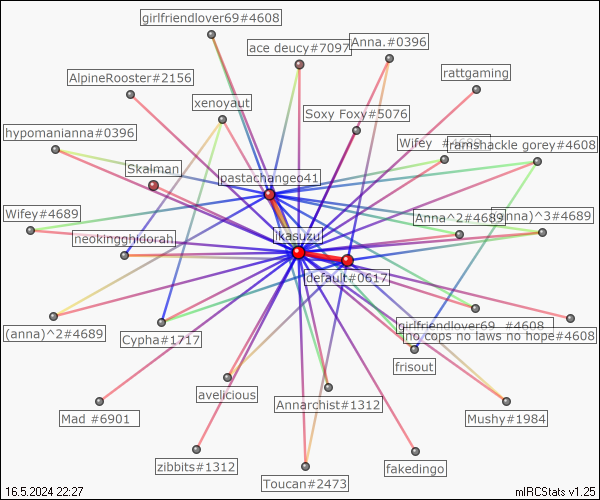 girlfriendlover69#4608
ace deucy#7097
Anna.#0396
AlpineRooster#2156
rattgaming
xenoyaut
Soxy Foxy#5076
hypomanianna#0396
Wifey #4689
ramshackle gorey#4608
Skalman
pastachangeo41
Wifey#4689
Anna^2#4689
(anna)^3#4689
neokingghidorah
ikasuzu
default#0617
(anna)^2#4689
Cypha#1717
girlfriendlover69 #4608
no cops no laws no hope#4608
frisout
avelicious
Annarchist#1312
Mad #6901
Mushy#1984
zibbits#1312
fakedingo
Toucan#2473
16.5.2024 22:27
mIRCStats v1.25